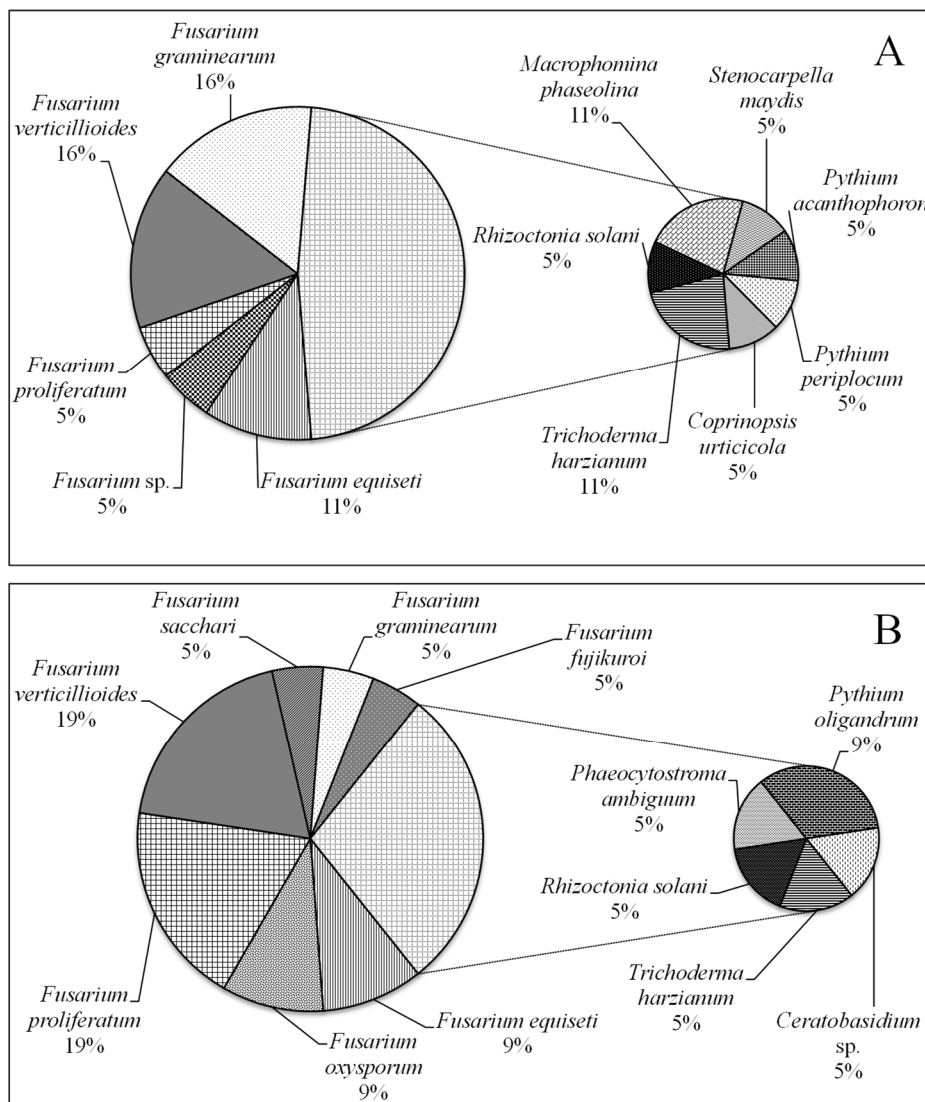 A
Fusarium
graminearum
16%
Fusarium
verticillioides
16%
Fusarium
proliferatum
5%
Fusarium sp.
5%
Fusarium equiseti
11%
Macrophomina
phaseolina
11%
Stenocarpella
maydis
5%
Pythium
acanthophoron
5%
Rhizoctonia solani
5%
Pythium
periplocum
5%
Trichoderma
harzianum
11%
Coprinopsis
urticicola
5%
B
Fusarium
sacchari
5%
Fusarium
graminearum
5%
Fusarium
fujikuroi
5%
Fusarium
verticillioides
19%
Fusarium
proliferatum
19%
Fusarium
oxysporum
9%
Fusarium equiseti
9%
Pythium
oligandrum
9%
Phaeocytostroma
ambiguum
5%
Rhizoctonia solani
5%
Trichoderma
harzianum
5%
Ceratobasidium
sp.
5%